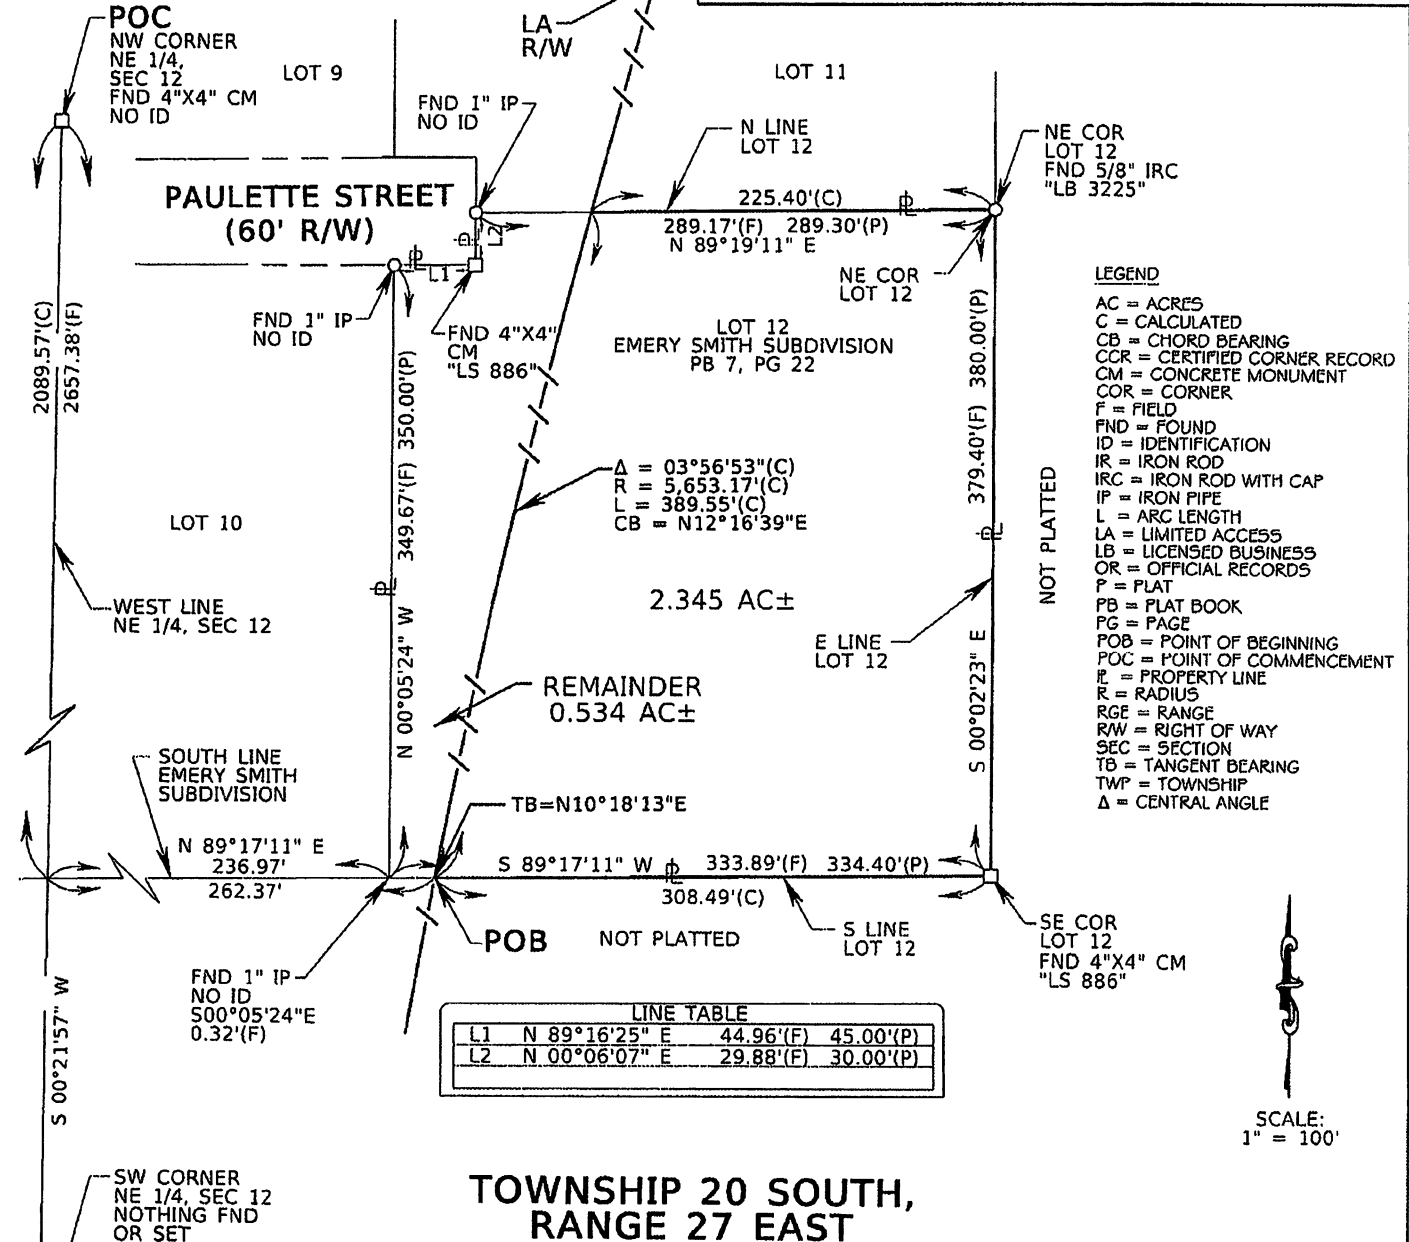 POC
NW CORNER
NE 1/4,
SEC 12
FND 4"X4" CM
NO ID
LOT 9
LA
R/W
LOT 11
FND 1" IP
NO ID
N LINE
LOT 12
NE COR
LOT 12
FND 5/8" IRC
"LB 3225"
PAULETTE STREET
(60' R/W)
225.40'(C)
289.17'(F) 289.30'(P)
N 89°19'11" E
L2
L1
NE COR
LOT 12
FND 1" IP
NO ID
FND 4"X4"
CM
"LS 886"
LOT 12
EMERY SMITH SUBDIVISION
PB 7, PG 22
2089.57'(C)
2657.38'(F)
349.67'(F) 350.00'(P)
N 00°05'24" W
379.40'(F) 380.00'(P)
S 00°02'23" E
NOT PLATTED
LEGEND
AC = ACRES
C = CALCULATED
CB = CHORD BEARING
CCR = CERTIFIED CORNER RECORD
CM = CONCRETE MONUMENT
COR = CORNER
F = FIELD
FND = FOUND
ID = IDENTIFICATION
IR = IRON ROD
IRC = IRON ROD WITH CAP
IP = IRON PIPE
L = ARC LENGTH
LA = LIMITED ACCESS
LB = LICENSED BUSINESS
OR = OFFICIAL RECORDS
P = PLAT
PB = PLAT BOOK
PG = PAGE
POB = POINT OF BEGINNING
POC = POINT OF COMMENCEMENT
PL = PROPERTY LINE
R = RADIUS
RGE = RANGE
R/W = RIGHT OF WAY
SEC = SECTION
TB = TANGENT BEARING
TWP = TOWNSHIP
Δ = CENTRAL ANGLE
Δ = 03°56'53"(C)
R = 5,653.17'(C)
L = 389.55'(C)
CB = N12°16'39"E
LOT 10
2.345 AC±
WEST LINE
NE 1/4, SEC 12
E LINE
LOT 12
REMAINDER
0.534 AC±
SOUTH LINE
EMERY SMITH
SUBDIVISION
TB=N10°18'13"E
N 89°17'11" E
236.97'
262.37'
S 89°17'11" W PL 333.89'(F) 334.40'(P)
308.49'(C)
POB
NOT PLATTED
S LINE
LOT 12
SE COR
LOT 12
FND 4"X4" CM
"LS 886"
FND 1" IP
NO ID
S00°05'24"E
0.32'(F)
S 00°21'57" W
LINE TABLE
L1 N 89°16'25" E 44.96'(F) 45.00'(P)
L2 N 00°06'07" E 29.88'(F) 30.00'(P)
SCALE:
1" = 100'
SW CORNER
NE 1/4, SEC 12
NOTHING FND
OR SET
TOWNSHIP 20 SOUTH,
RANGE 27 EAST